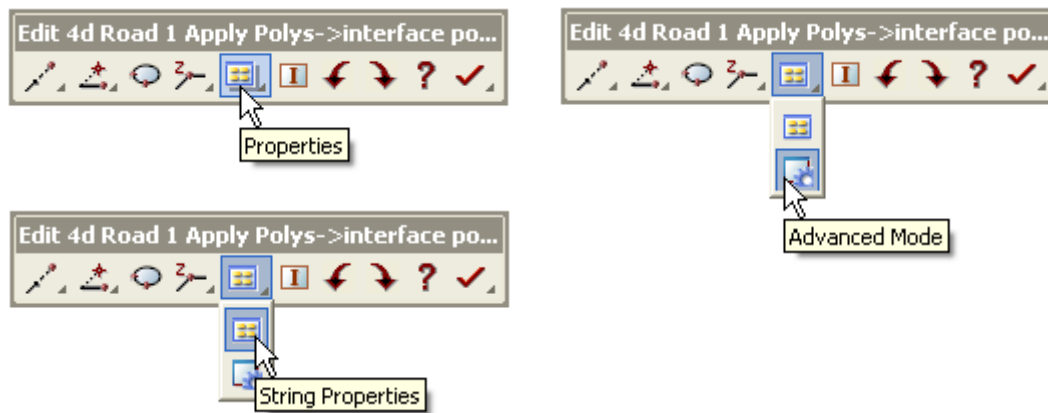 Edit 4d Road 1 Apply Polys->interface po...
Z
I
?
Properties
Edit 4d Road 1 Apply Polys->interface po...
Z
I
?
Advanced Mode
Edit 4d Road 1 Apply Polys->interface po...
Z
I
?
String Properties